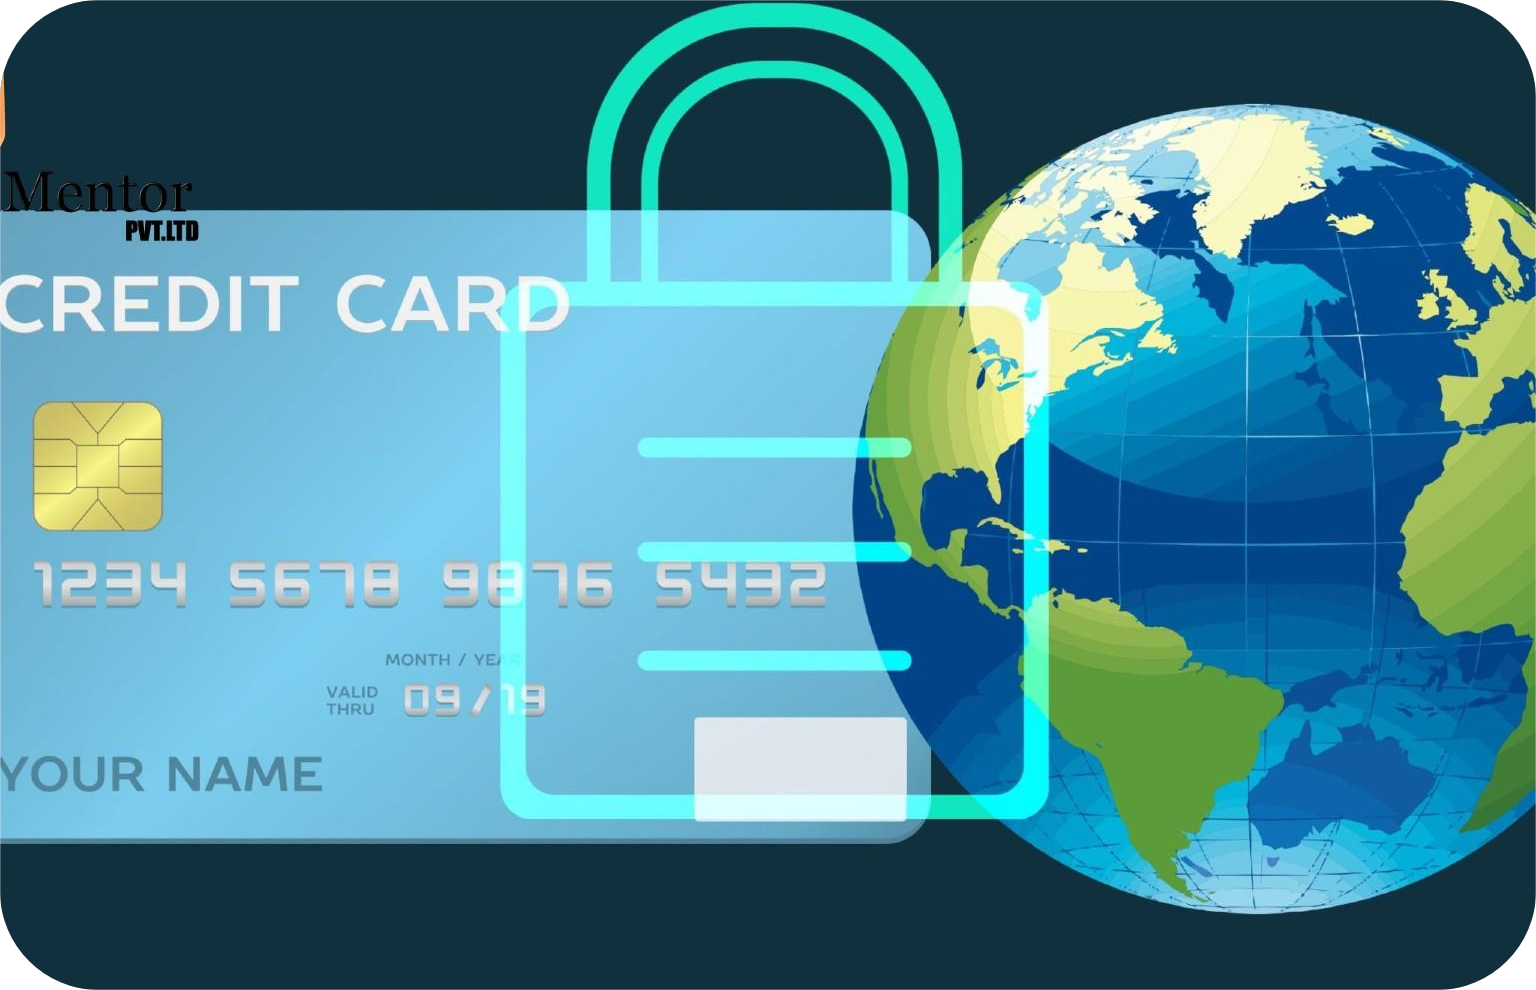 Mentor
PVT.LTD
CREDIT CARD
1234 5678 9876 5432
MONTH / YEAR
VALID
THRU
09/19
YOUR NAME